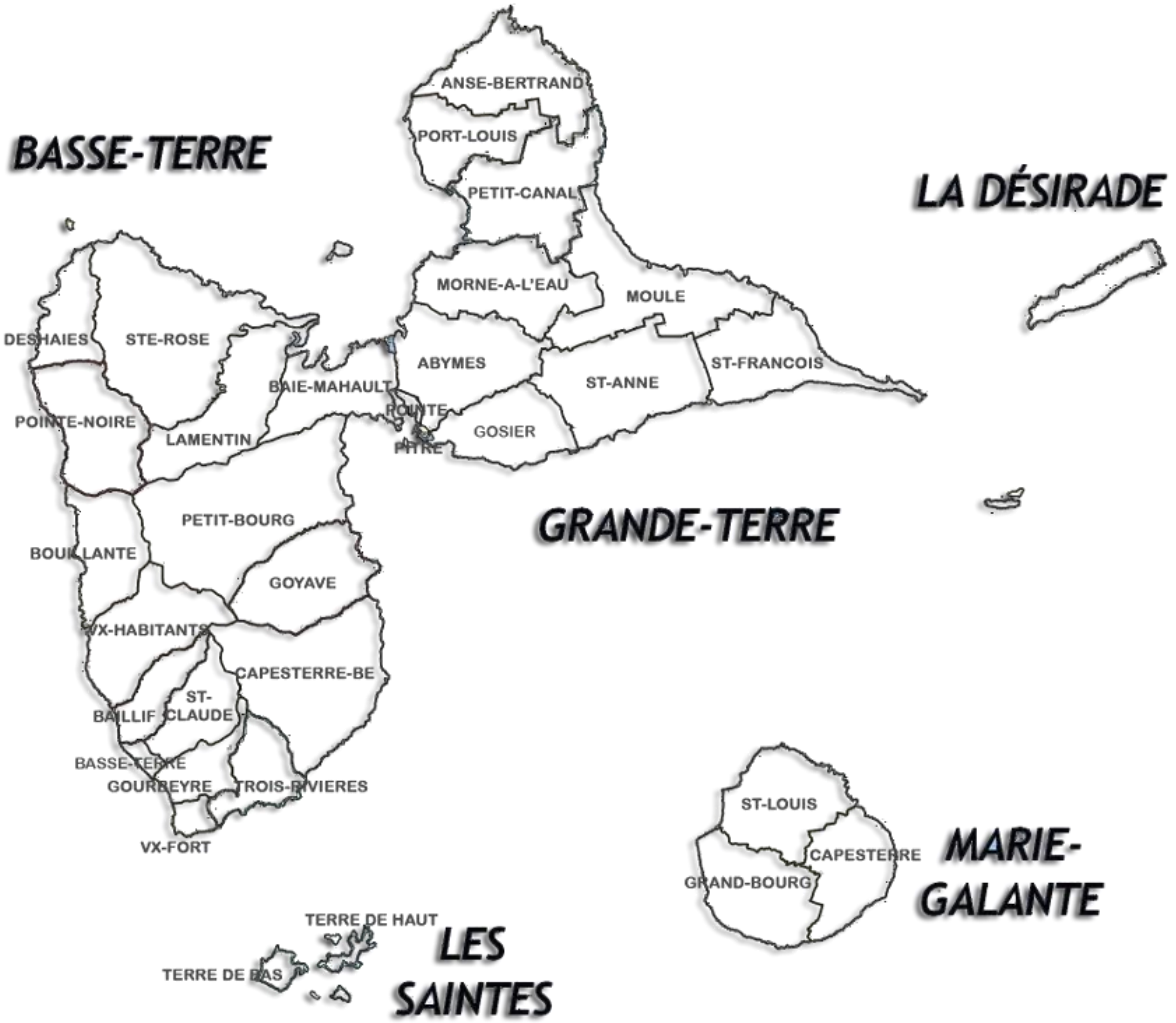 ANSE-BERTRAND
PORT-LOUIS
BASSE-TERRE
LA DÉSIRADE
PETIT-CANAL
MORNE-A-L'EAU
MOULE
DESHAIES
STE-ROSE
ABYMES
ST-FRANCOIS
BAIE-MAHAULT
ST-ANNE
POINTE
POINTE-NOIRE
LAMENTIN
GOSIER
PITRE
PETIT-BOURG
GRANDE-TERRE
BOUILLANTE
GOYAVE
VX-HABITANTS
CAPESTERRE-BE
ST-
CLAUDE
BAILLIF
BASSE-TERRE
GOURBEYRE
TROIS-RIVIERES
VX-FORT
ST-LOUIS
CAPESTERRE
GRAND-BOURG
MARIE-
GALANTE
TERRE DE HAUT
TERRE DE BAS
LES
SAINTES